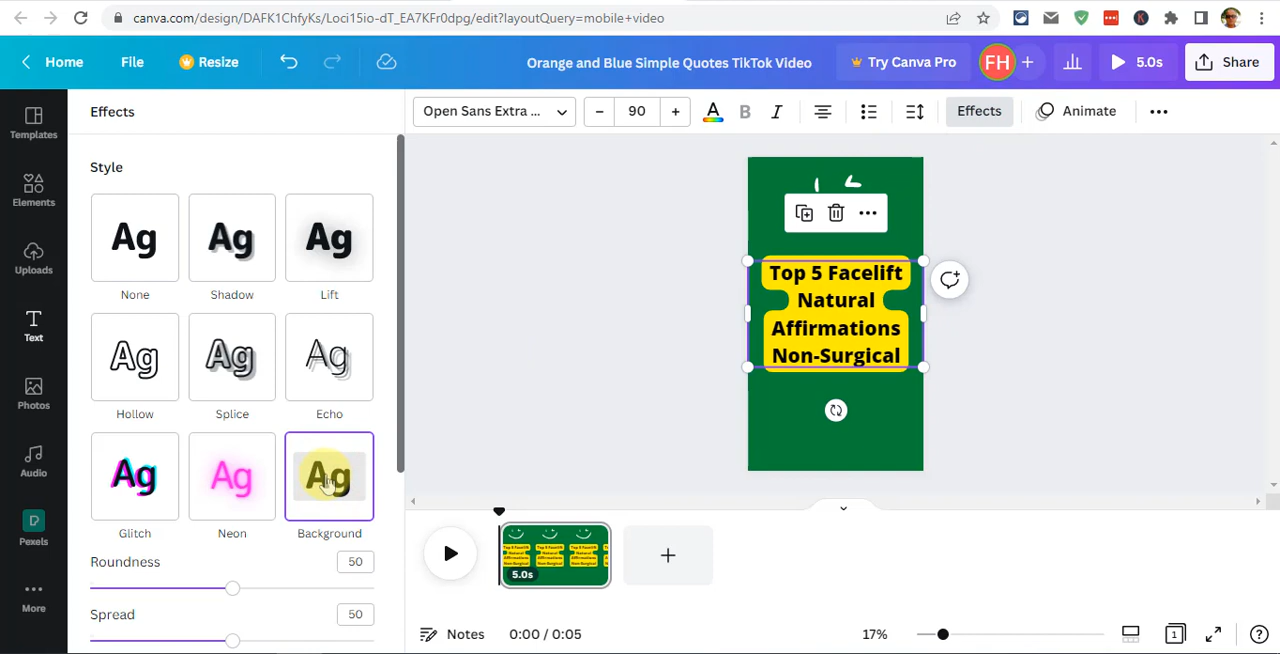 canva.com/design/DAFK1ChfyKs/Loci15io-dT_EA7KFr0dpg/edit?layoutQuery=mobile+video
Home
File
Resize
Orange and Blue Simple Quotes TikTok Video
Try Canva Pro
FH
5.0s
Share
Templates
Elements
Uploads
Text
Photos
Audio
Pexels
More
Effects
Style
Ag
None
Ag
Shadow
Ag
Lift
Ag
Hollow
Ag
Splice
Ag
Echo
Ag
Glitch
Ag
Neon
Ag
Background
Roundness
50
Spread
50
Open Sans Extra ...
90
A
B
I
Effects
Animate
Top 5 Facelift
Natural
Affirmations
Non-Surgical
5.0s
Notes
0:00 / 0:05
17%
1